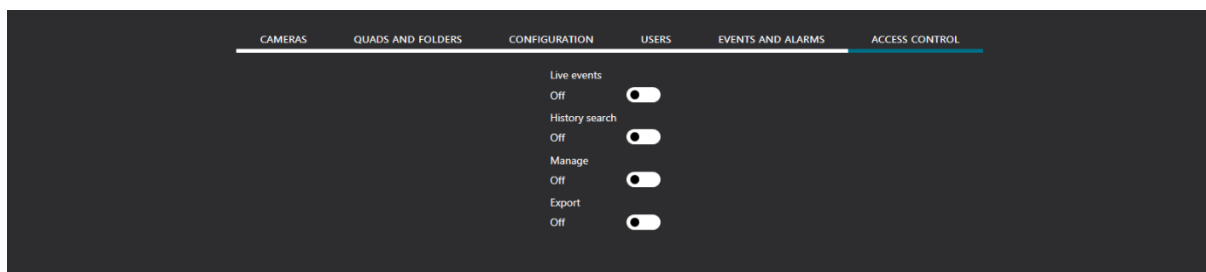 CAMERAS QUADS AND FOLDERS CONFIGURATION USERS EVENTS AND ALARMS ACCESS CONTROL
Live events
Off
History search
Off
Manage
Off
Export
Off